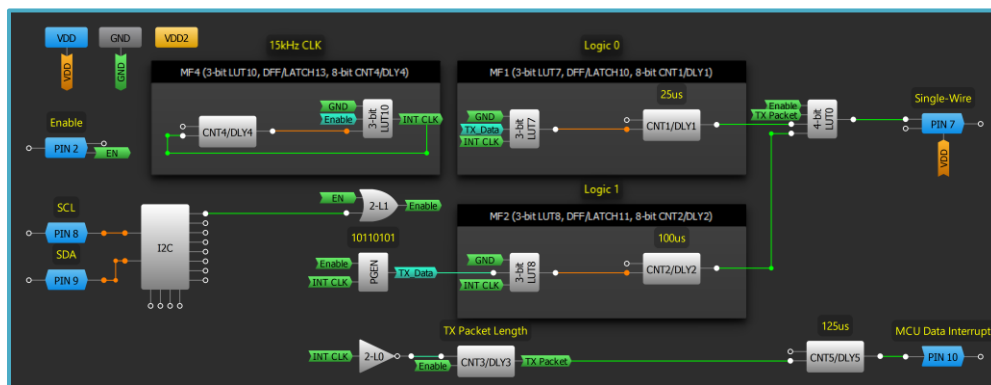 VDD
GND
VDD2
VDD
GND
15kHz CLK
MF4 (3-bit LUT10, DFF/LATCH13, 8-bit CNT4/DLY4)
GND
Enable
CNT4/DLY4
3-bit
LUT10
INT CLK
Logic 0
MF1 (3-bit LUT7, DFF/LATCH10, 8-bit CNT1/DLY1)
25us
GND
TX_Data
INT CLK
3-bit
LUT7
CNT1/DLY1
Enable
TX Packet
4-bit
LUT0
Single-Wire
PIN 7
VDD
Enable
PIN 2
EN
SCL
PIN 8
SDA
PIN 9
I2C
EN
2-L1
Enable
10110101
Enable
INT CLK
PGEN
TX_Data
Logic 1
MF2 (3-bit LUT8, DFF/LATCH11, 8-bit CNT2/DLY2)
100us
GND
INT CLK
3-bit
LUT8
CNT2/DLY2
INT CLK
2-L0
TX Packet Length
Enable
CNT3/DLY3
TX Packet
125us
CNT5/DLY5
MCU Data Interrupt
PIN 10